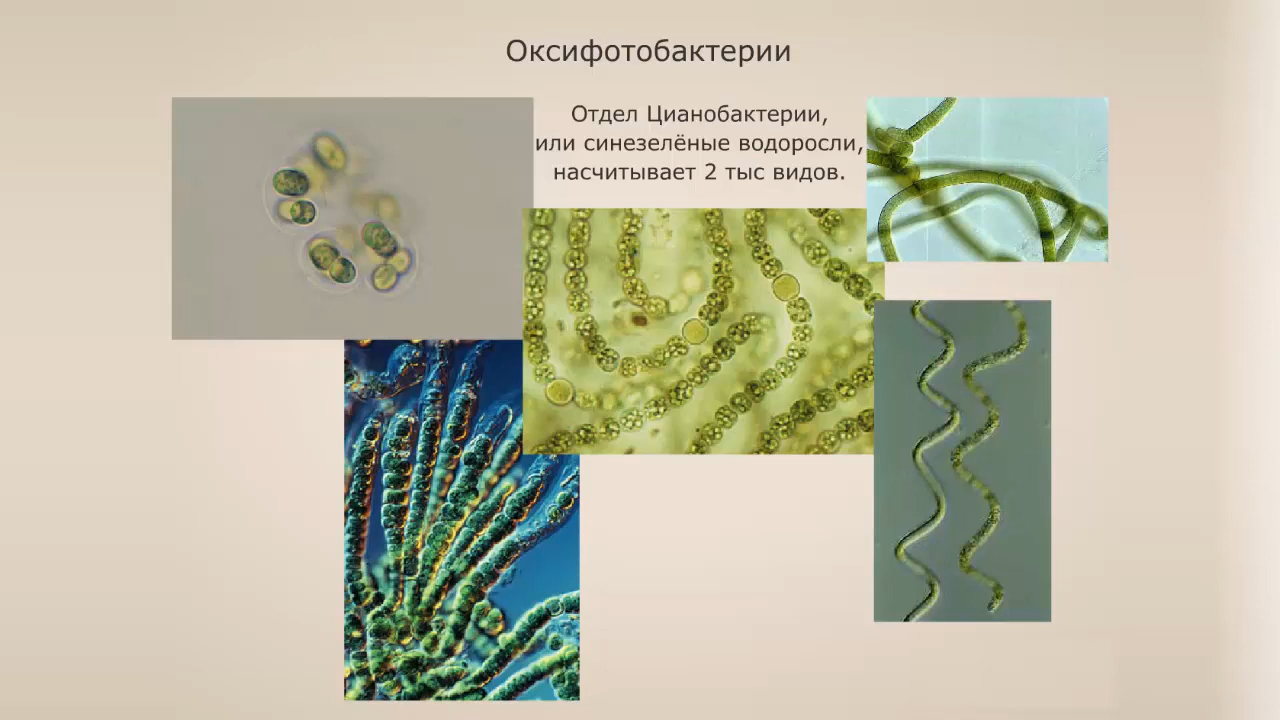 Оксифотобактерии
Отдел Цианобактерии,
или синезелёные водоросли,
насчитывает 2 тыс видов.